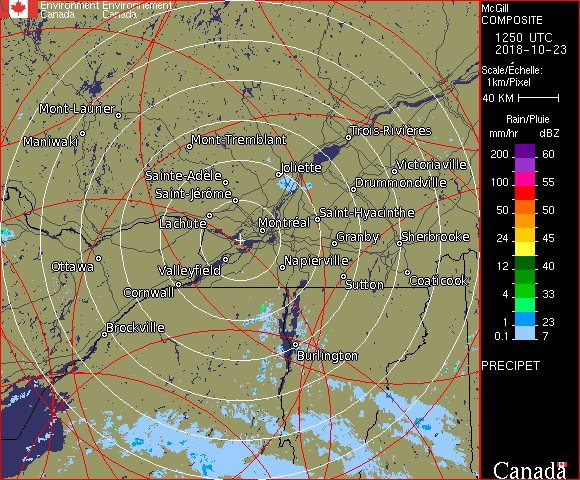 Environment Environnement
Canada Canada
McGill
COMPOSITE
1250 UTC
2018-10-23
Scale/Échelle:
1km/Pixel
40 KM
Rain/Pluie
mm/hr dBZ
200 60
100 55
50 50
24 45
12 40
4 33
1 23
0.1 7
PRECIPET
Canada
Mont-Laurier
Maniwaki
Mont-Tremblant
Trois-Rivières
Sainte-Adèle
Joliette
Victoriaville
Saint-Jérôme
Drummondville
Lachute
Montréal
Saint-Hyacinthe
Granby
Sherbrooke
Ottawa
Valleyfield
Napierville
Cornwall
Sutton
Coaticook
Brockville
Burlington